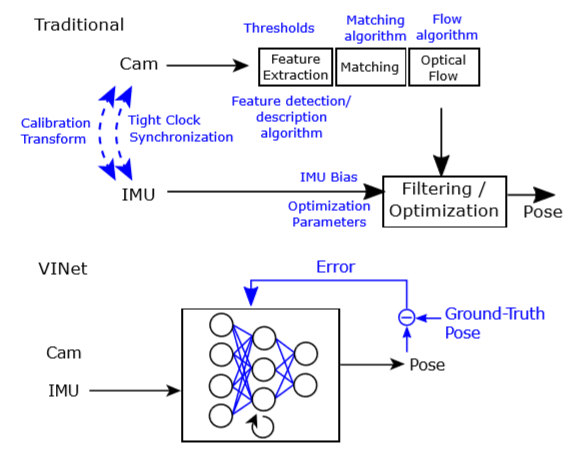 Traditional
Thresholds
Matching
algorithm
Flow
algorithm
Cam
Feature
Extraction
Matching
Optical
Flow
Feature detection/
description
algorithm
Calibration
Transform
Tight Clock
Synchronization
IMU
IMU Bias
Optimization
Parameters
Filtering /
Optimization
Pose
VINet
Error
Ground-Truth
Pose
Cam
IMU
Pose